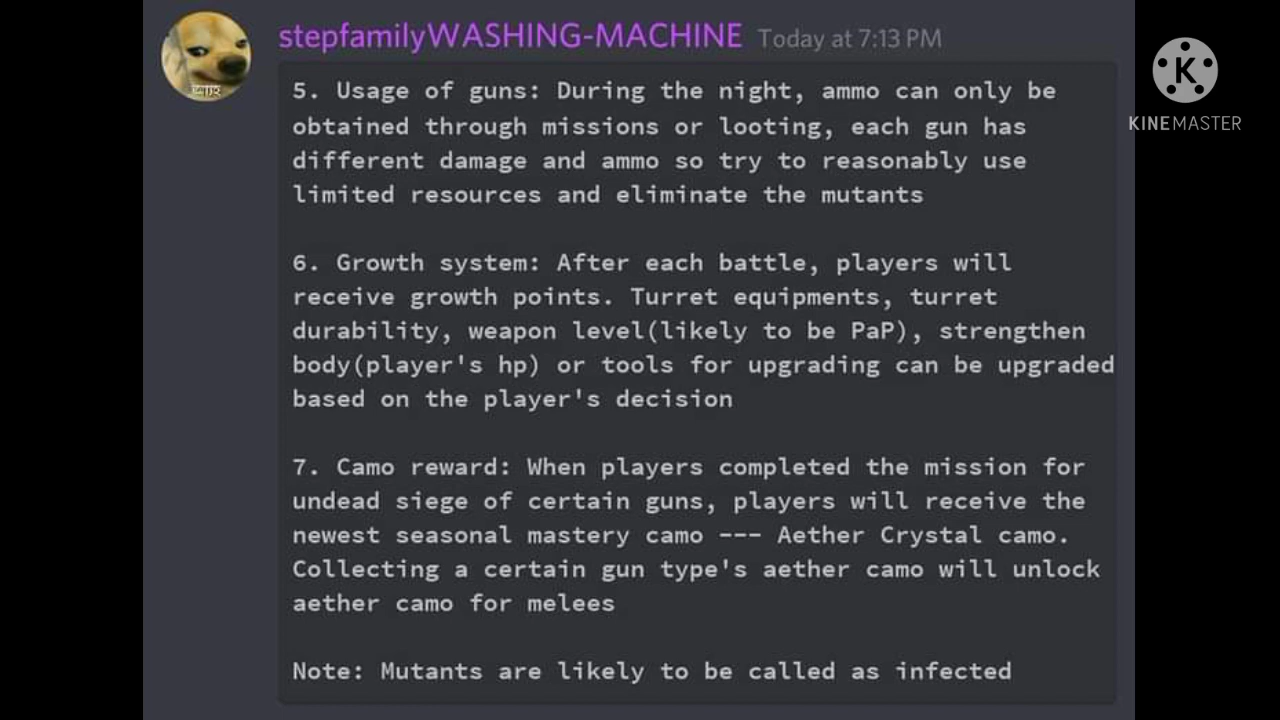 stepfamilyWASHING-MACHINE Today at 7:13 PM
5. Usage of guns: During the night, ammo can only be
obtained through missions or looting, each gun has
different damage and ammo so try to reasonably use
limited resources and eliminate the mutants
6. Growth system: After each battle, players will
receive growth points. Turret equipments, turret
durability, weapon level(likely to be PaP), strengthen
body(player's hp) or tools for upgrading can be upgraded
based on the player's decision
7. Camo reward: When players completed the mission for
undead siege of certain guns, players will receive the
newest seasonal mastery camo --- Aether Crystal camo.
Collecting a certain gun type's aether camo will unlock
aether camo for melees
Note: Mutants are likely to be called as infected
K
KINEMASTER